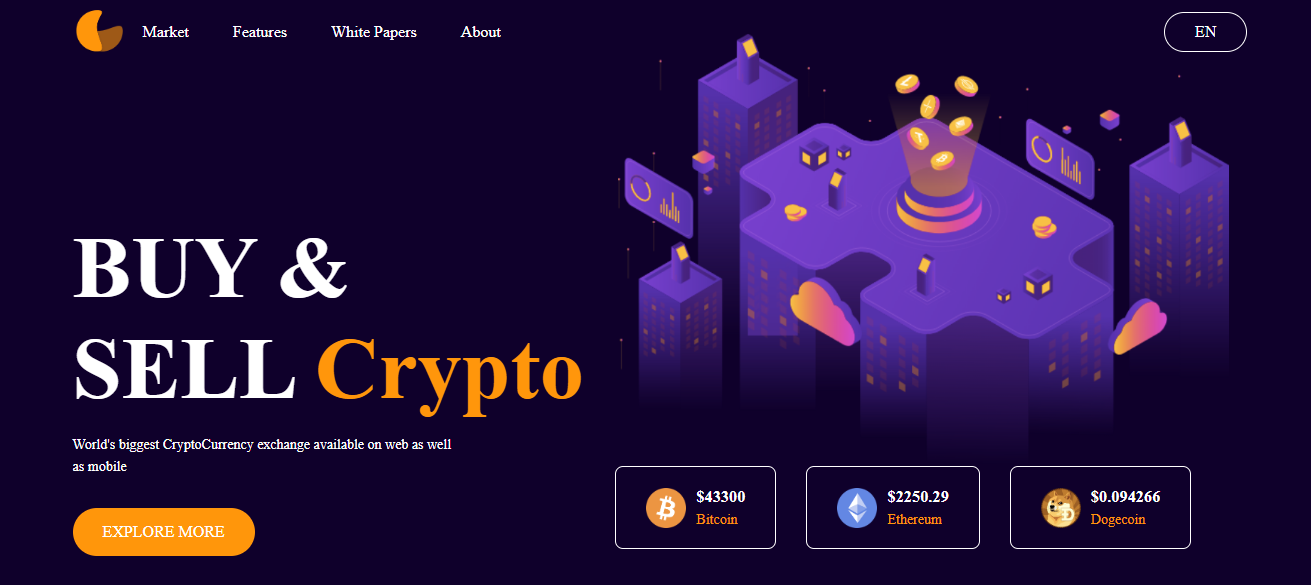 Market
Features
White Papers
About
EN
BUY &
SELL Crypto
World's biggest CryptoCurrency exchange available on web as well
as mobile
EXPLORE MORE
$43300
Bitcoin
$2250.29
Ethereum
$0.094266
Dogecoin